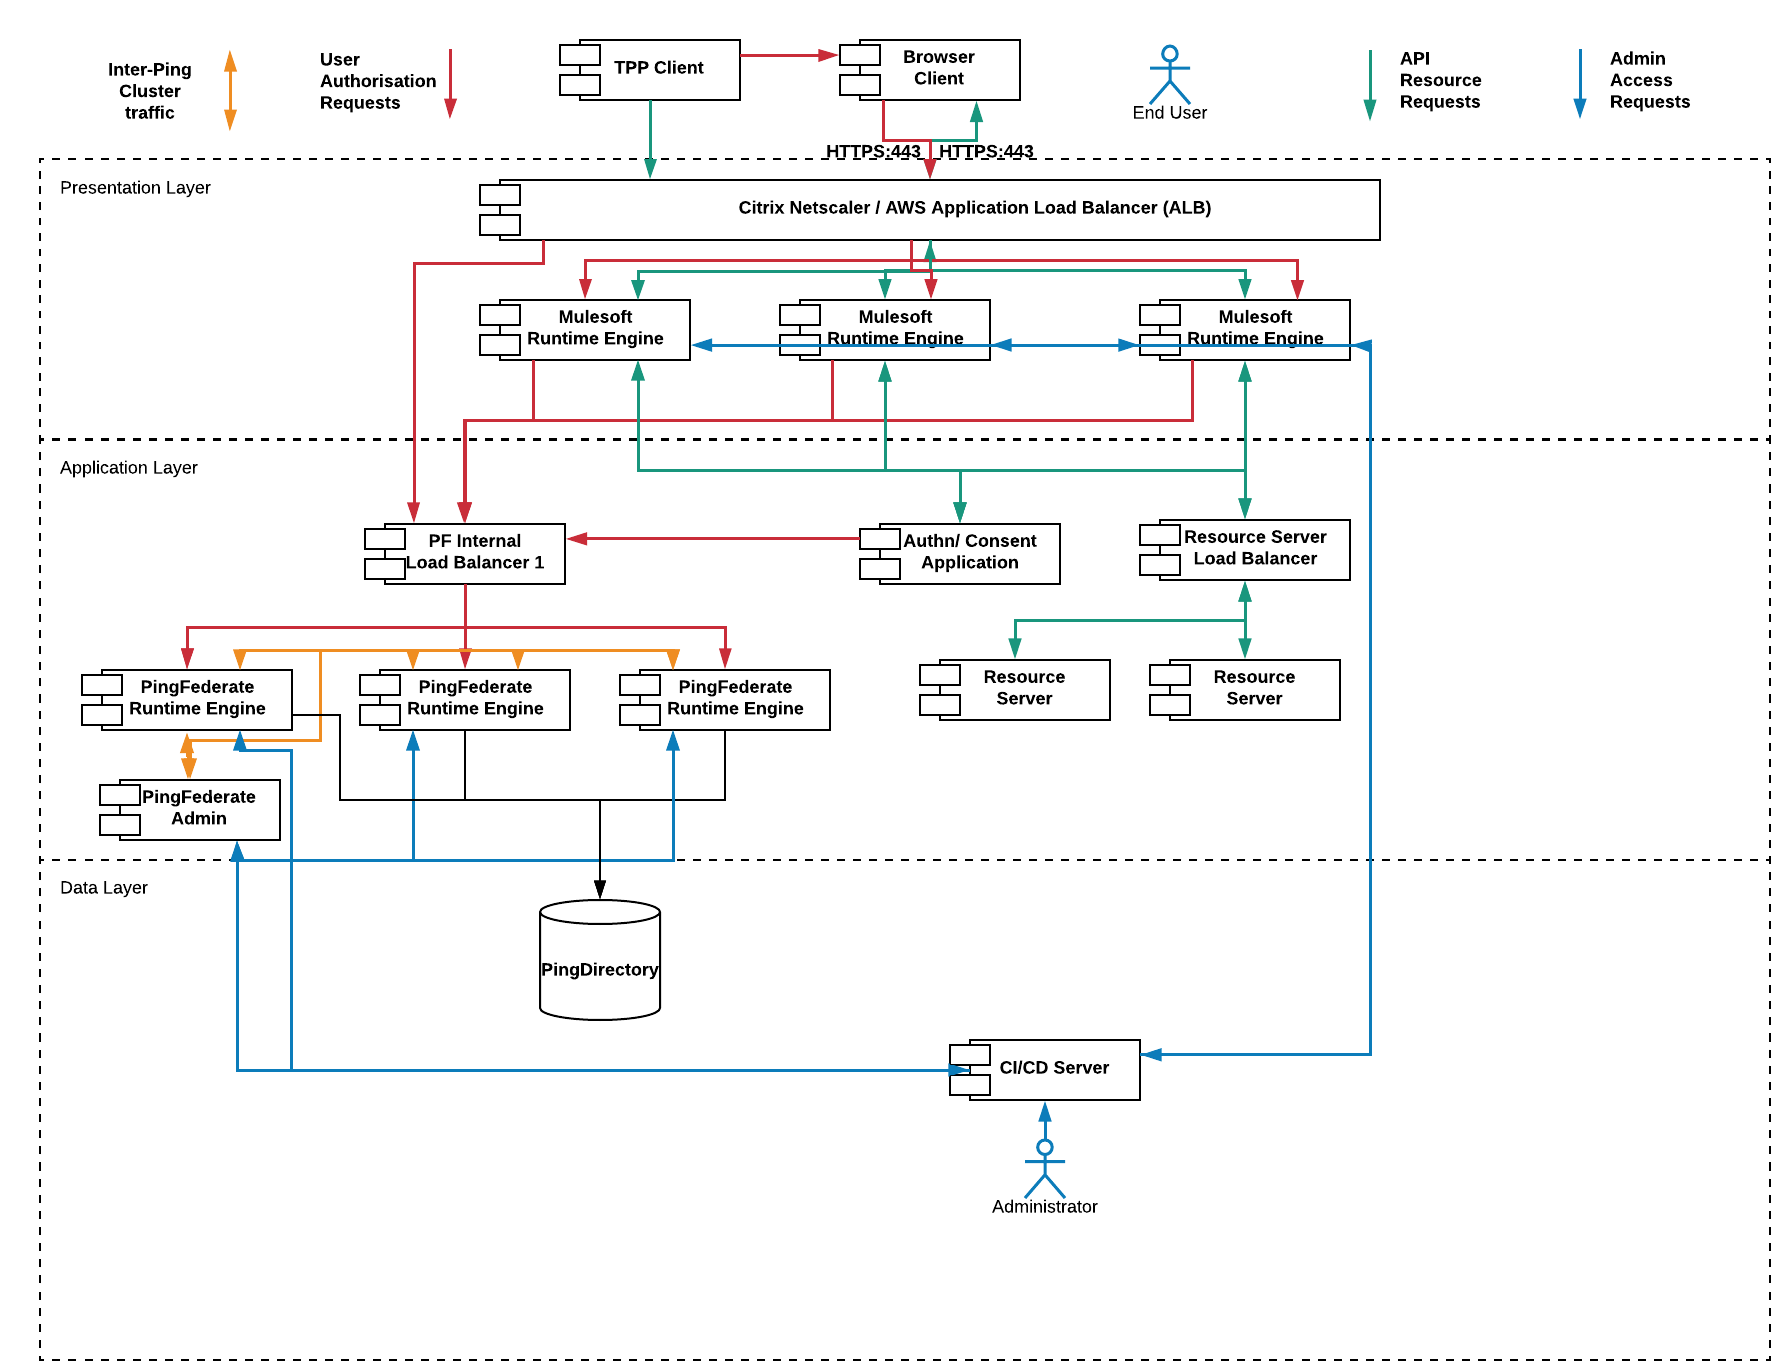 Inter-Ping
Cluster
traffic
User
Authorisation
Requests
TPP Client
Browser
Client
End User
API
Resource
Requests
Admin
Access
Requests
HTTPS:443
HTTPS:443
Presentation Layer
Citrix Netscaler / AWS Application Load Balancer (ALB)
Mulesoft
Runtime Engine
Mulesoft
Runtime Engine
Mulesoft
Runtime Engine
Application Layer
PF Internal
Load Balancer 1
Authn/ Consent
Application
Resource Server
Load Balancer
PingFederate
Runtime Engine
PingFederate
Runtime Engine
PingFederate
Runtime Engine
Resource
Server
Resource
Server
PingFederate
Admin
Data Layer
PingDirectory
CI/CD Server
Administrator